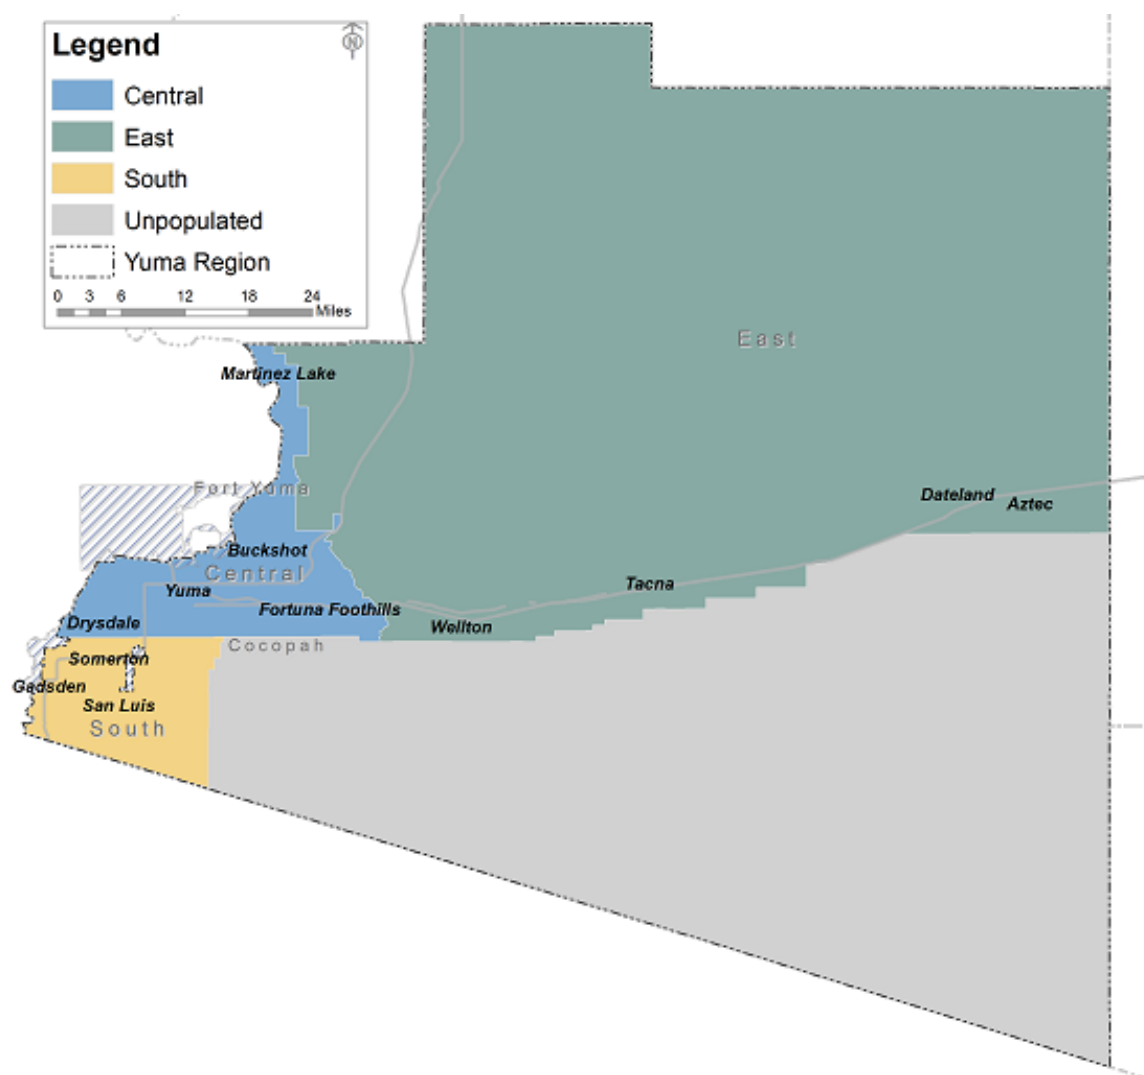 Legend
N
Central
East
South
Unpopulated
Yuma Region
0 3 6 12 18 24
Miles
East
Martinez Lake
Fort Yuma
Dateland
Aztec
Buckshot
Central
Yuma
Tacna
Fortuna Foothills
Drysdale
Wellton
Cocopah
Somerton
Gadsden
San Luis
South